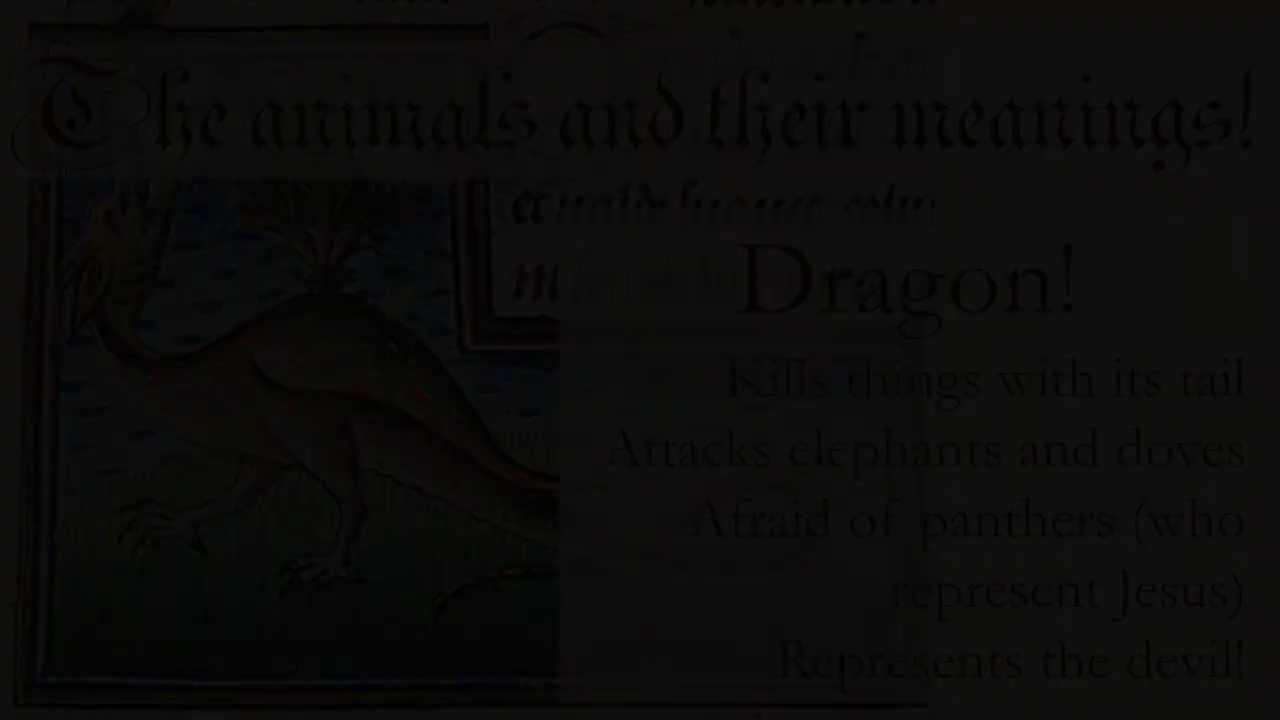 The animals and their meanings!
Dragon!
Kills things with its tail
Attacks elephants and doves
Afraid of panthers (who
represent Jesus)
Represents the devil!